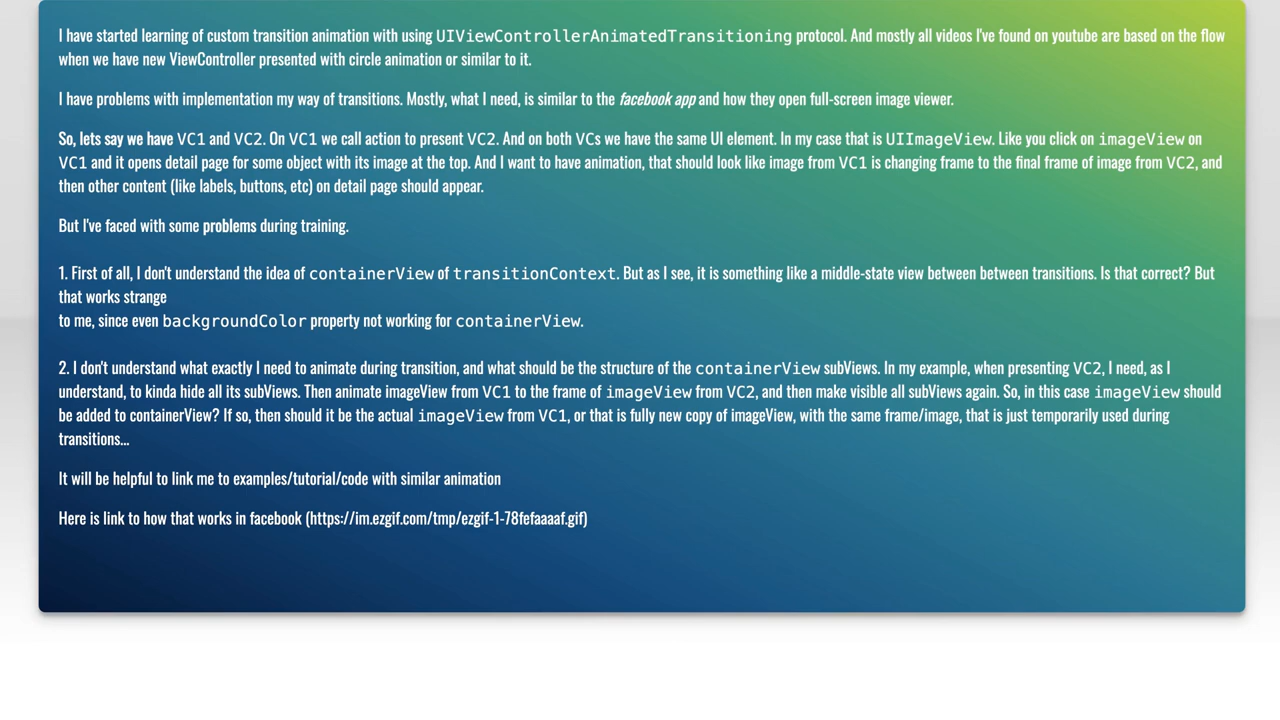 I have started learning of custom transition animation with using UIViewControllerAnimatedTransitioning protocol. And mostly all videos I've found on youtube are based on the flow
when we have new ViewController presented with circle animation or similar to it.
I have problems with implementation my way of transitions. Mostly, what I need, is similar to the facebook app and how they open full-screen image viewer.
So, lets say we have VC1 and VC2. On VC1 we call action to present VC2. And on both VCs we have the same UI element. In my case that is UIImageView. Like you click on imageView on
VC1 and it opens detail page for some object with its image at the top. And I want to have animation, that should look like image from VC1 is changing frame to the final frame of image from VC2, and
then other content (like labels, buttons, etc) on detail page should appear.
But I've faced with some problems during training.
1. First of all, I don't understand the idea of containerView of transitionContext. But as I see, it is something like a middle-state view between between transitions. Is that correct? But
that works strange
to me, since even backgroundColor property not working for containerView.
2. I don't understand what exactly I need to animate during transition, and what should be the structure of the containerView subViews. In my example, when presenting VC2, I need, as I
understand, to kinda hide all its subViews. Then animate imageView from VC1 to the frame of imageView from VC2, and then make visible all subViews again. So, in this case imageView should
be added to containerView? If so, then should it be the actual imageView from VC1, or that is fully new copy of imageView, with the same frame/image, that is just temporarily used during
transitions...
It will be helpful to link me to examples/tutorial/code with similar animation
Here is link to how that works in facebook (https://im.ezgif.com/tmp/ezgif-1-78fefaaaaf.gif)